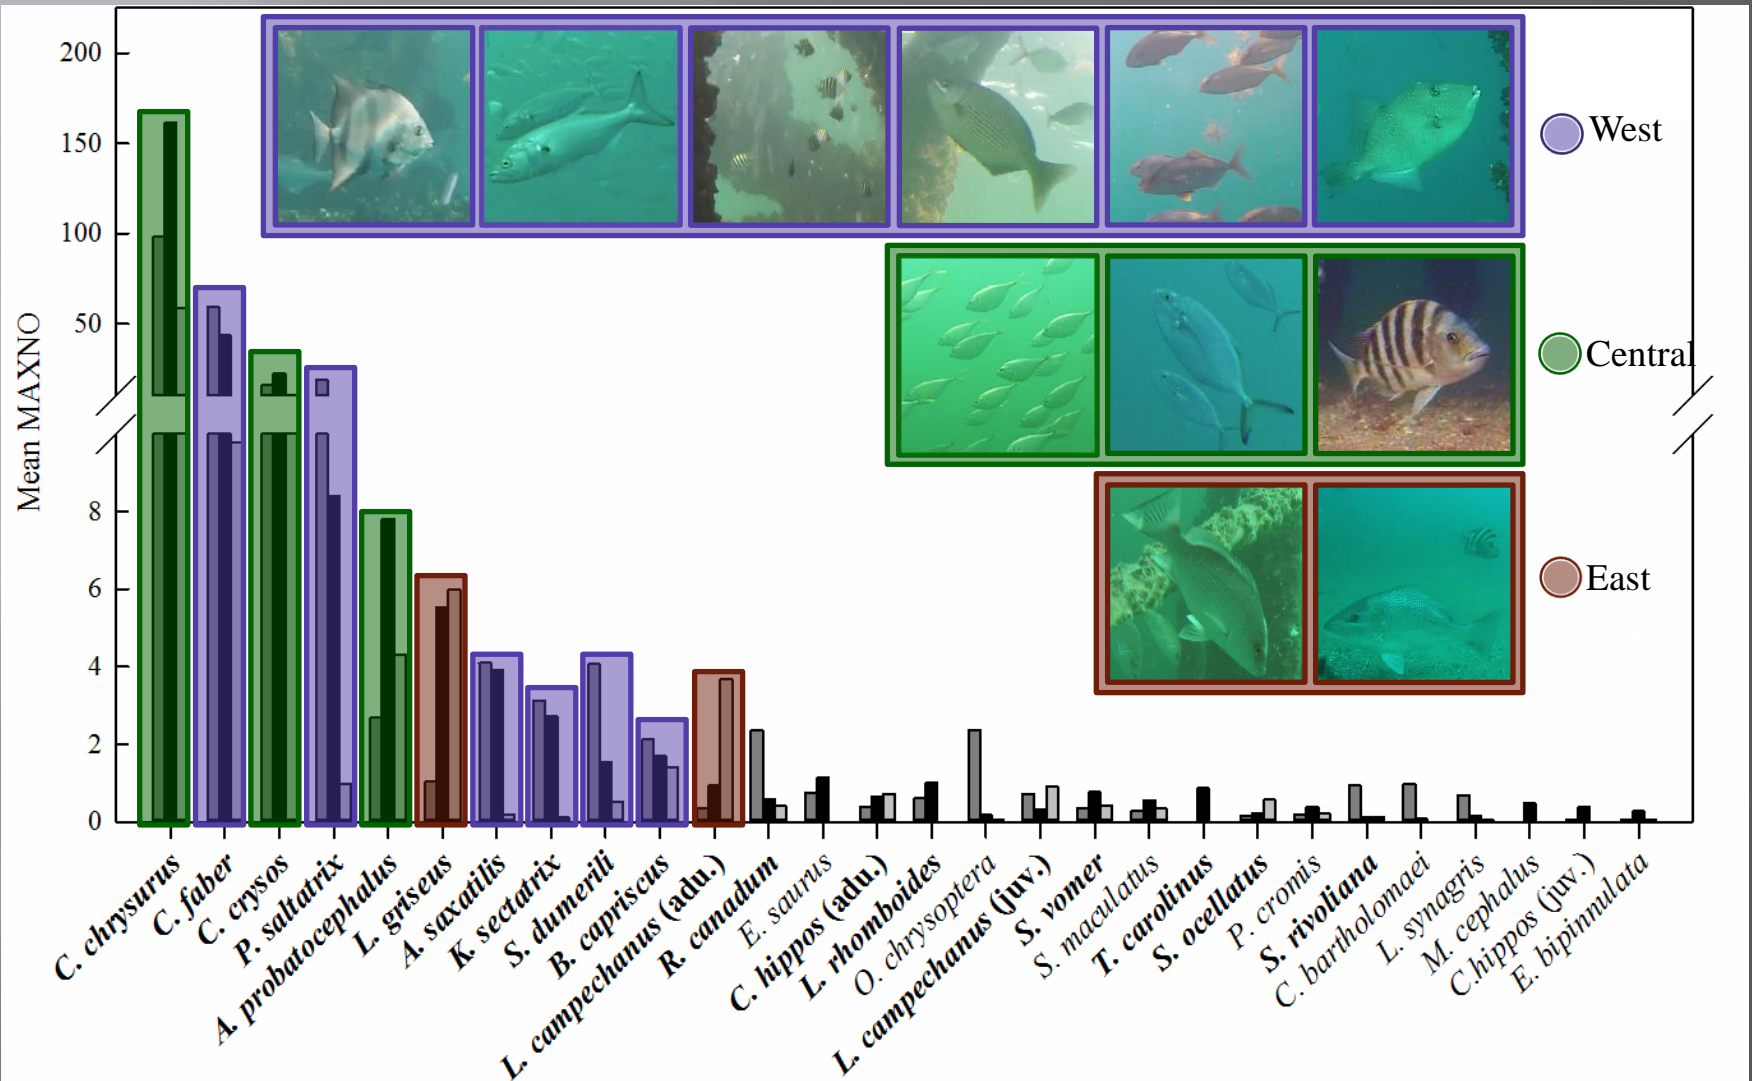 Mean MAXNO
200
150
100
50
8
6
4
2
0
West
Central
East
C. chrysurus
C. faber
C. crysos
P. saltatrix
A. probatocephalus
L. griseus
A. saxatilis
K. sectatrix
S. dumerili
B. capriscus
L. campechanus (adu.)
R. canadum
E. saurus
C. hippos (adu.)
L. rhomboides
O. chrysoptera
L. campechanus (juv.)
S. vomer
S. maculatus
T. carolinus
S. ocellatus
P. cromis
S. rivoliana
C. bartholomaei
L. synagris
M. cephalus
C.hippos (juv.)
E. bipinnulata